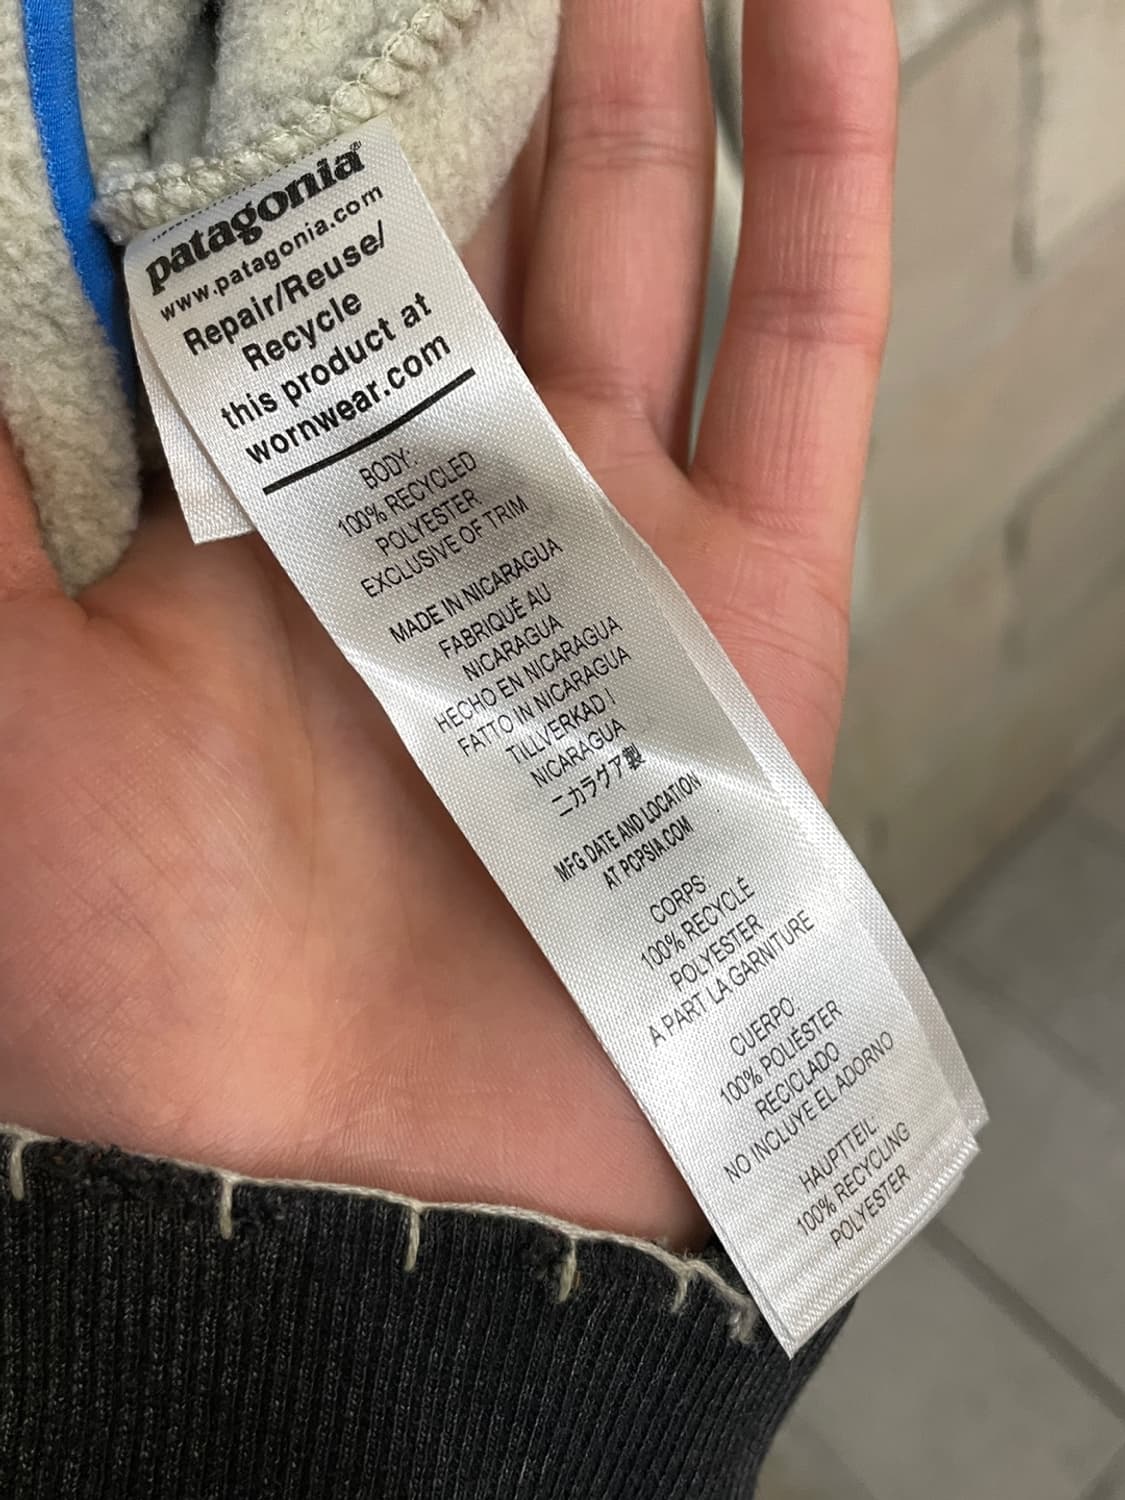 patagonia®
www.patagonia.com
Repair/Reuse/
Recycle
this product at
wornwear.com
BODY:
100% RECYCLED
POLYESTER
EXCLUSIVE OF TRIM
MADE IN NICARAGUA
FABRIQUÉ AU
NICARAGUA
HECHO EN NICARAGUA
FATTO IN NICARAGUA
TILLVERKAD I
NICARAGUA
ニカラグア製
MFG DATE AND LOCATION
AT PCPSIA.COM
CORPS:
100% RECYCLÉ
POLYESTER
A PART LA GARNITURE
CUERPO:
100% POLIÉSTER
RECICLADO
NO INCLUYE EL ADORNO
HAUPTTEIL:
100% RECYCLING
POLYESTER